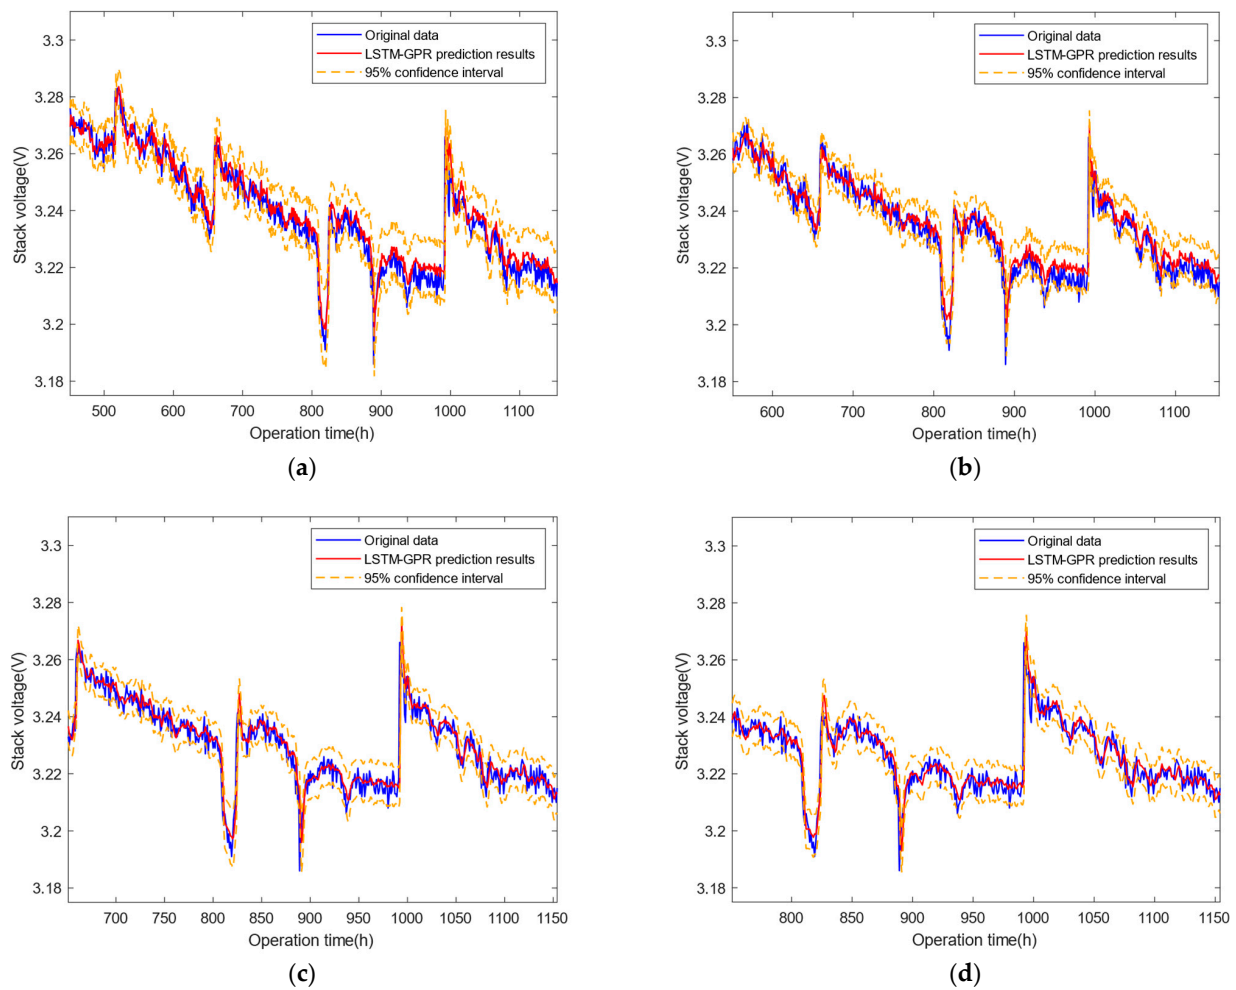 3.3
3.28
3.26
3.24
3.22
3.2
3.18
Stack voltage(V)
Original data
LSTM-GPR prediction results
95% confidence interval
500 600 700 800 900 1000 1100
Operation time(h)
(a)
3.3
3.28
3.26
3.24
3.22
3.2
3.18
Stack voltage(V)
Original data
LSTM-GPR prediction results
95% confidence interval
600 700 800 900 1000 1100
Operation time(h)
(b)
3.3
3.28
3.26
3.24
3.22
3.2
3.18
Stack voltage(V)
Original data
LSTM-GPR prediction results
95% confidence interval
700 750 800 850 900 950 1000 1050 1100 1150
Operation time(h)
(c)
3.3
3.28
3.26
3.24
3.22
3.2
3.18
Stack voltage(V)
Original data
LSTM-GPR prediction results
95% confidence interval
800 850 900 950 1000 1050 1100 1150
Operation time(h)
(d)